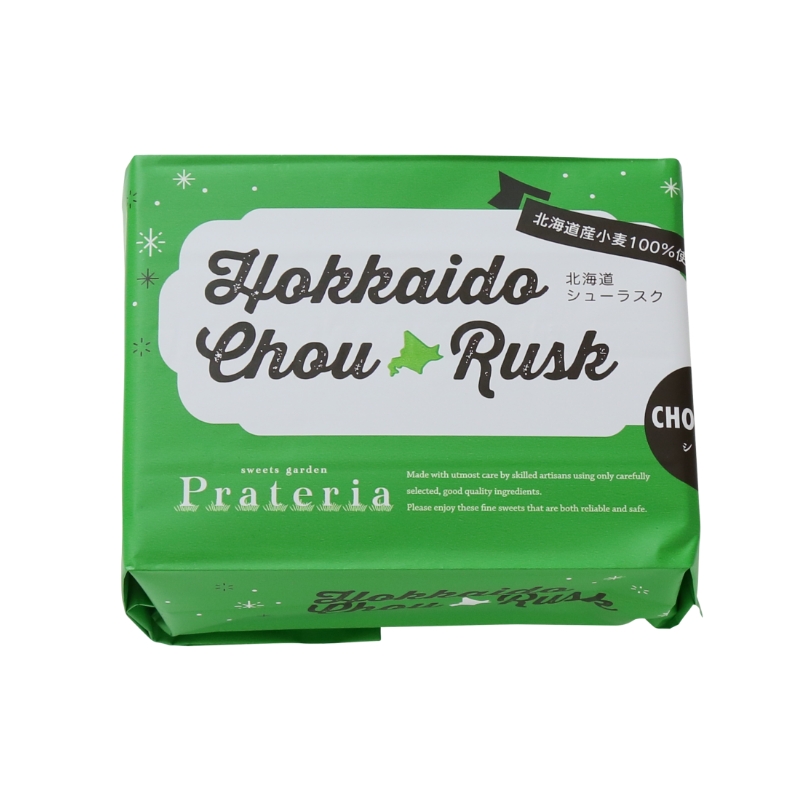 北海道産小麦100%使
Hokkaido
北海道
シューラスク
Chou Rusk
CHO
シ
sweets garden
Prateria
Made with utmost care by skilled artisans using only carefully
selected, good quality ingredients.
Please enjoy these fine sweets that are both reliable and safe.
Hokkaido
Chou Rusk